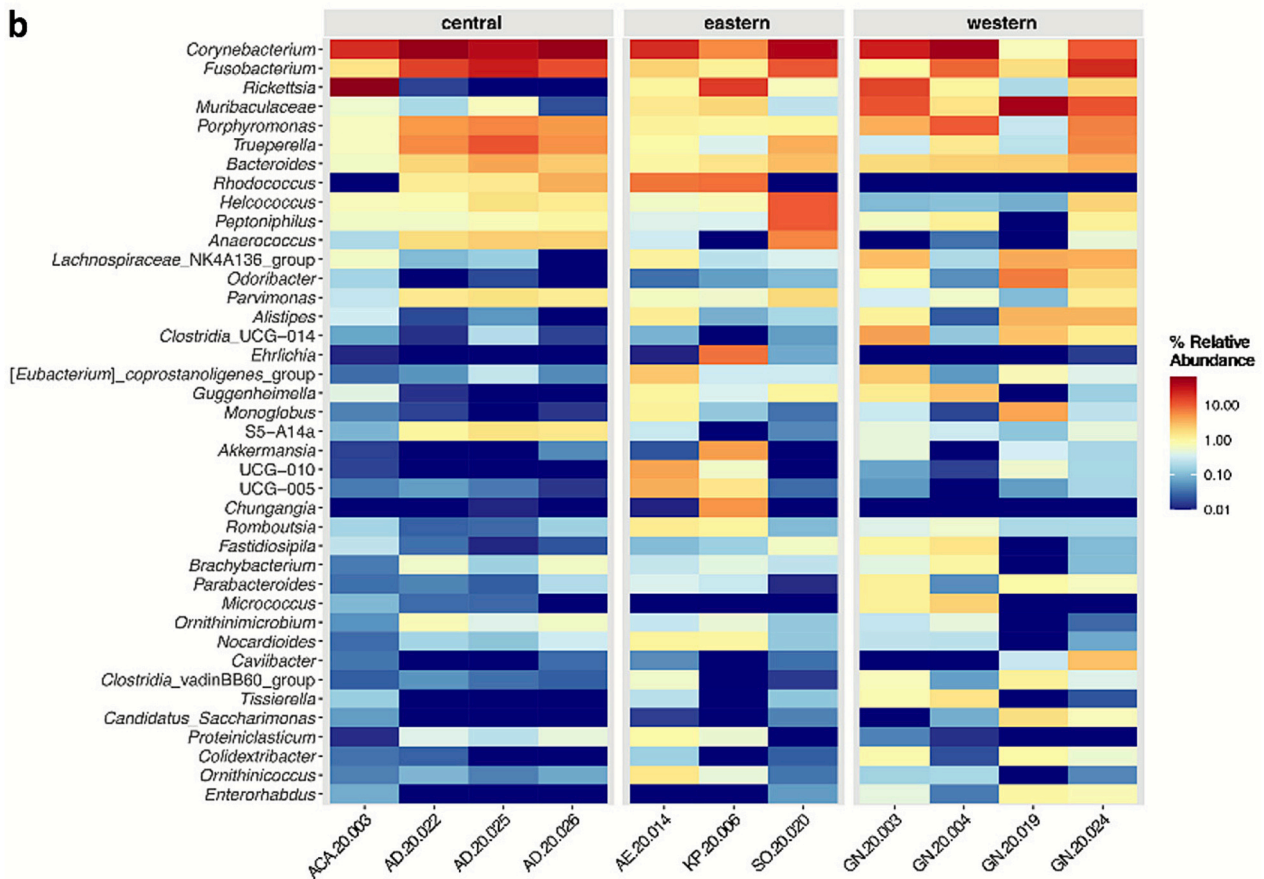 b
central eastern western
Corynebacterium
Fusobacterium
Rickettsia
Muribaculaceae
Porphyromonas
Trueperella
Bacteroides
Rhodococcus
Helcococcus
Peptoniphilus
Anaerococcus
Lachnospiraceae_NK4A136_group
Odoribacter
Parvimonas
Alistipes
Clostridia_UCG−014
Ehrlichia
[Eubacterium]_coprostanoligenes_group
Guggenheimella
Monoglobus
S5−A14a
Akkermansia
UCG−010
UCG−005
Chungangia
Romboutsia
Fastidiosipila
Brachybacterium
Parabacteroides
Micrococcus
Ornithinimicrobium
Nocardioides
Caviibacter
Clostridia_vadinBB60_group
Tissierella
Candidatus_Saccharimonas
Proteiniclasticum
Colidextribacter
Ornithinicoccus
Enterorhabdus
% Relative
Abundance
10.00
1.00
0.10
0.01
ACA.20.003 AD.20.022 AD.20.025 AD.20.026 AE.20.014 KP.20.006 SO.20.020 GN.20.003 GN.20.004 GN.20.019 GN.20.024